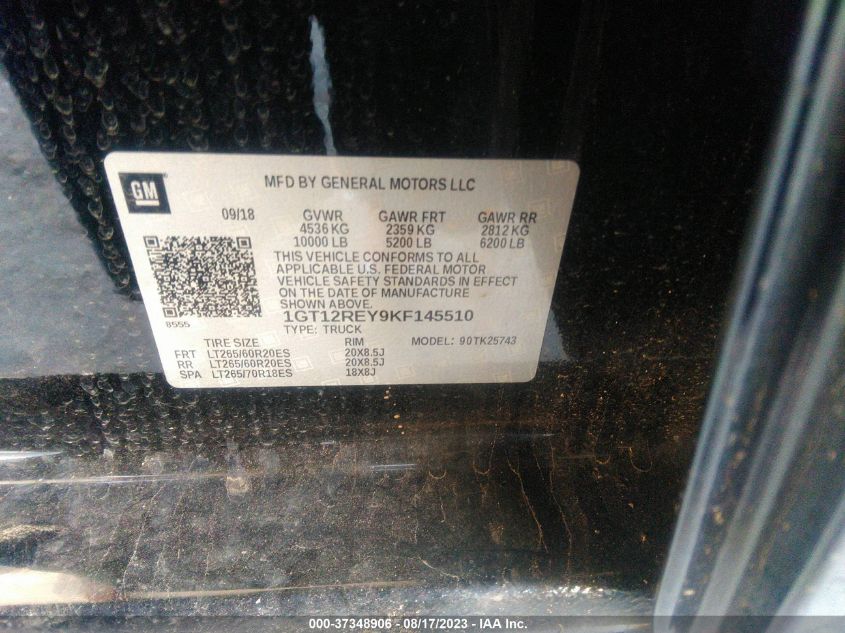 GM
MFD BY GENERAL MOTORS LLC
09/18 GVWR GAWR FRT GAWR RR
4536 KG 2359 KG 2812 KG
10000 LB 5200 LB 6200 LB
THIS VEHICLE CONFORMS TO ALL
APPLICABLE U.S. FEDERAL MOTOR
VEHICLE SAFETY STANDARDS IN EFFECT
ON THE DATE OF MANUFACTURE
SHOWN ABOVE.
8555
1GT12REY9KF145510
TYPE: TRUCK
TIRE SIZE RIM MODEL: 90TK25743
FRT LT265/60R20ES 20X8.5J
RR LT265/60R20ES 20X8.5J
SPA LT265/70R18ES 18X8J
000-37348906 - 08/17/2023 - IAA Inc.